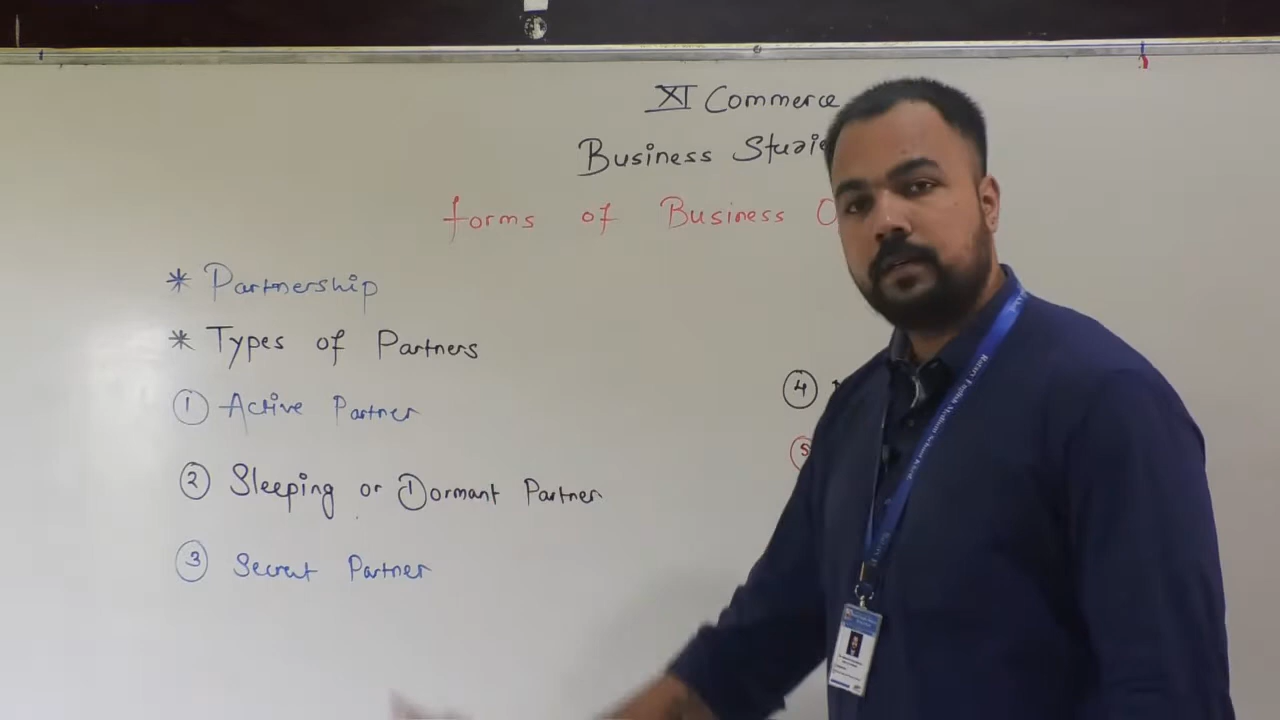 XI Commerce
Business
forms of Business
* Partnership
* Types of Partners
① Active Partner
② Sleeping or Dormant Partner
③ Secret Partner
④
⑤